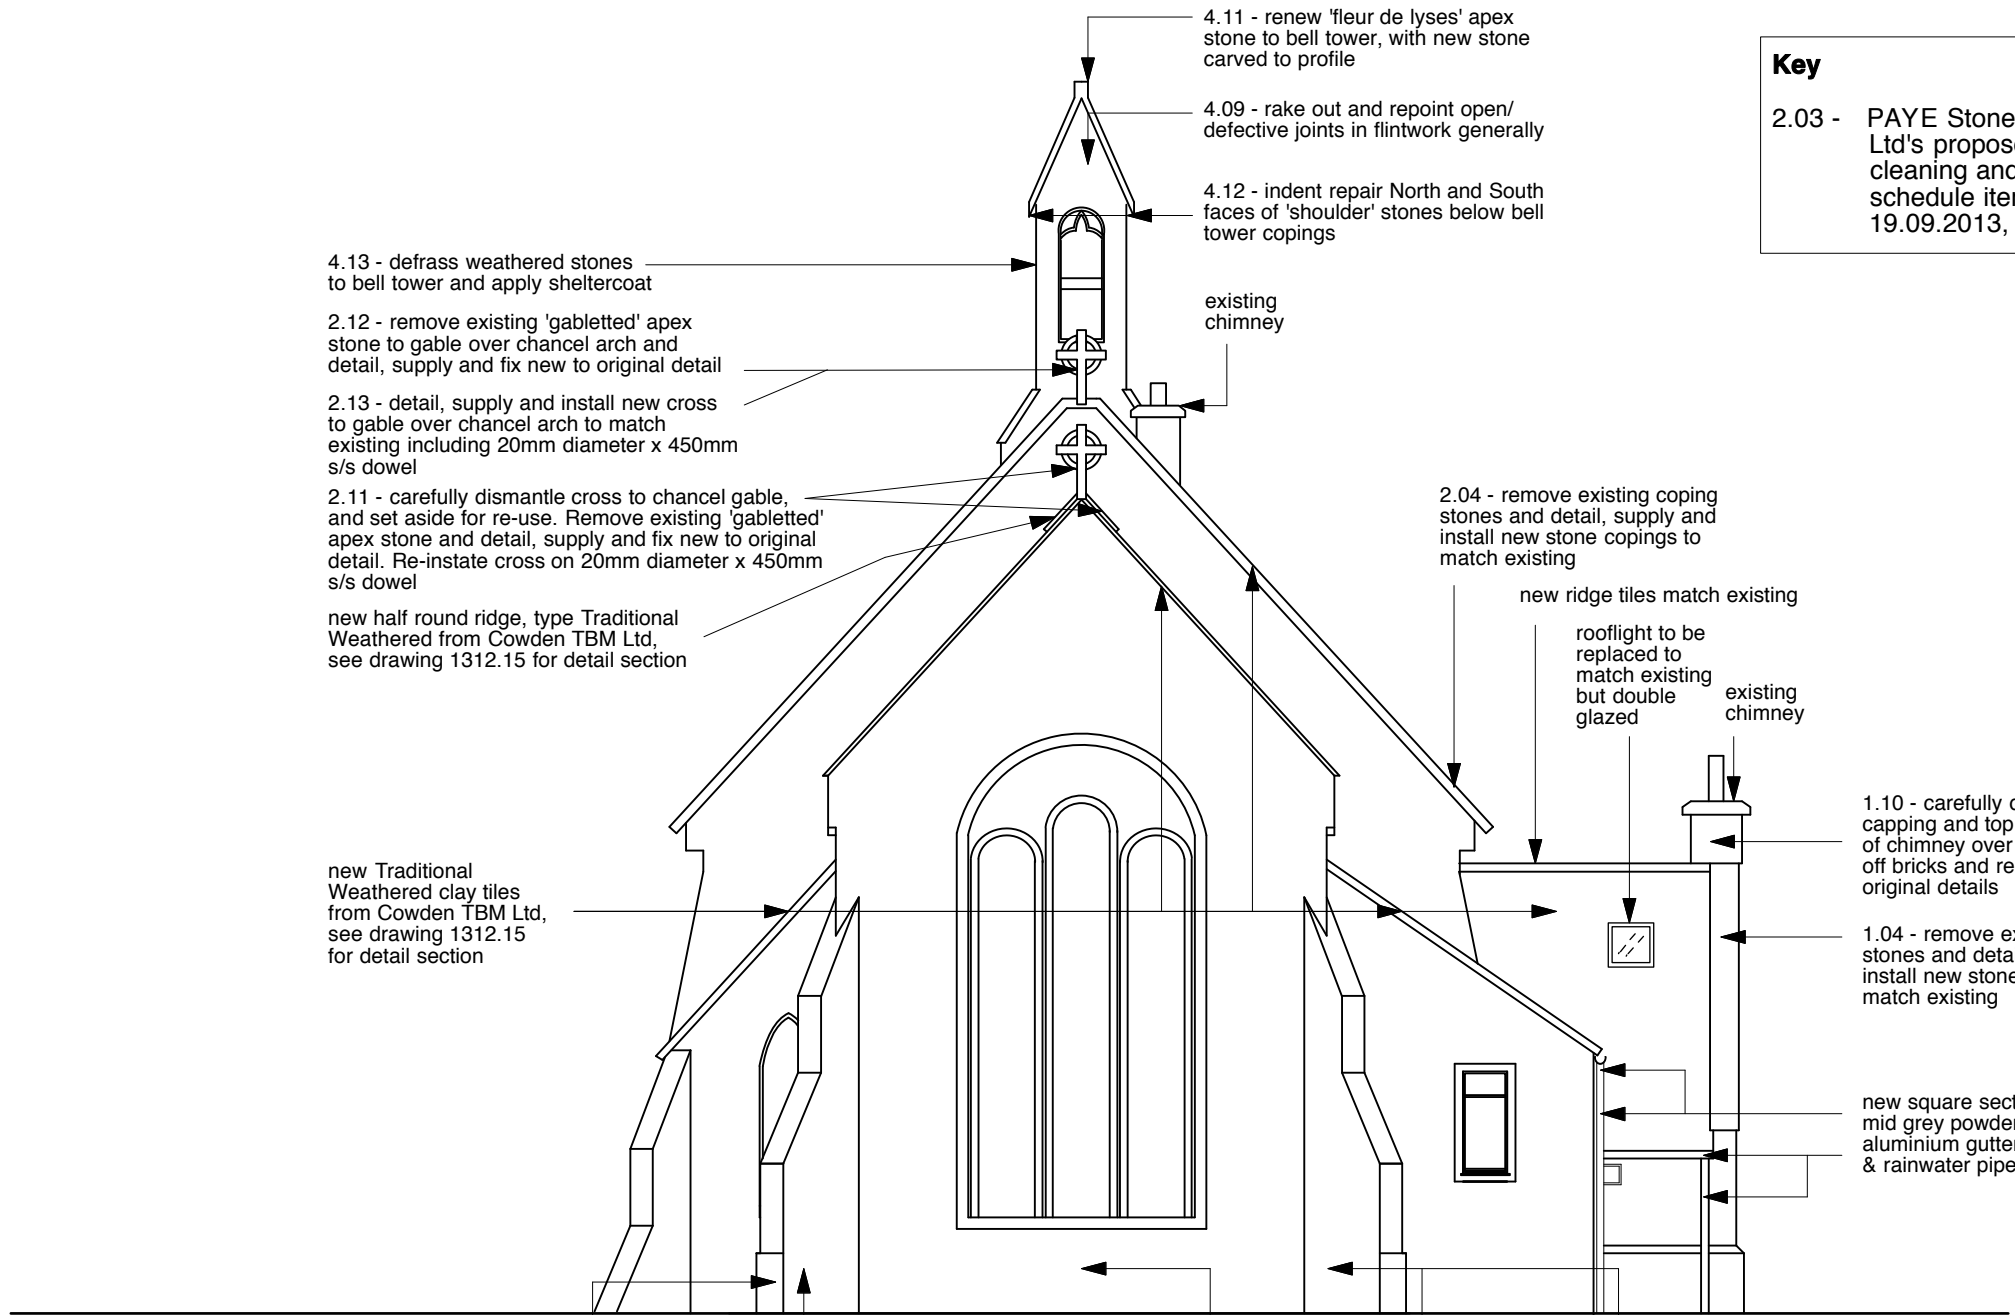 4.11 - renew 'fleur de lyses' apex
stone to bell tower, with new stone
carved to profile
4.09 - rake out and repoint open/
defective joints in flintwork generally
4.12 - indent repair North and South
faces of 'shoulder' stones below bell
tower copings
Key
2.03 - PAYE Stone
Ltd's propos
cleaning and
schedule ite
19.09.2013,
4.13 - defrass weathered stones
to bell tower and apply sheltercoat
2.12 - remove existing 'gabletted' apex
stone to gable over chancel arch and
detail, supply and fix new to original detail
2.13 - detail, supply and install new cross
to gable over chancel arch to match
existing including 20mm diameter x 450mm
s/s dowel
2.11 - carefully dismantle cross to chancel gable,
and set aside for re-use. Remove existing 'gabletted'
apex stone and detail, supply and fix new to original
detail. Re-instate cross on 20mm diameter x 450mm
s/s dowel
new half round ridge, type Traditional
Weathered from Cowden TBM Ltd,
see drawing 1312.15 for detail section
existing
chimney
2.04 - remove existing coping
stones and detail, supply and
install new stone copings to
match existing
new ridge tiles match existing
rooflight to be
replaced to
match existing
but double
glazed
existing
chimney
new Traditional
Weathered clay tiles
from Cowden TBM Ltd,
see drawing 1312.15
for detail section
1.10 - carefully
capping and top
of chimney over
off bricks and re
original details
1.04 - remove ex
stones and deta
install new stone
match existing
new square sect
mid grey powder
aluminium gutte
& rainwater pipe